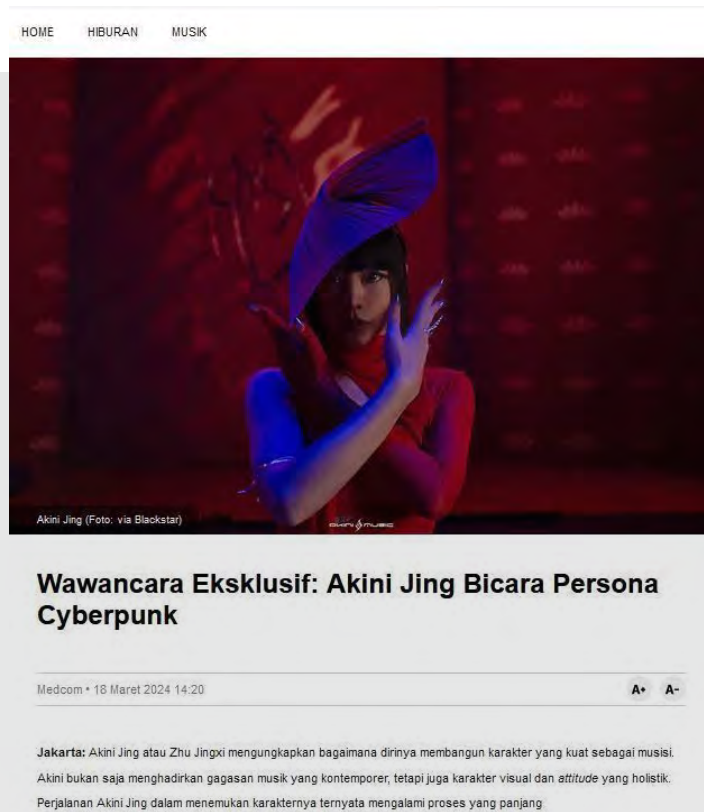 HOME HIBURAN MUSIK
Akini Jing (Foto: via Blackstar)
AKINI MUSIC
Wawancara Eksklusif: Akini Jing Bicara Persona
Cyberpunk
Medcom • 18 Maret 2024 14:20
A+ A-
Jakarta: Akini Jing atau Zhu Jingxi mengungkapkan bagaimana dirinya membangun karakter yang kuat sebagai musisi.
Akini bukan saja menghadirkan gagasan musik yang kontemporer, tetapi juga karakter visual dan attitude yang holistik.
Perjalanan Akini Jing dalam menemukan karakternya ternyata mengalami proses yang panjang